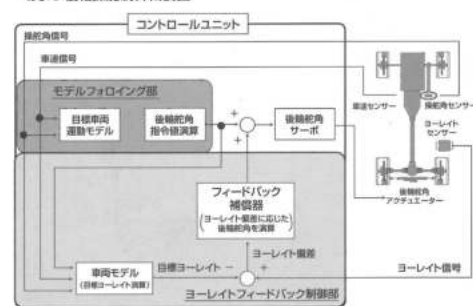 コントロールユニット
操舵角信号
車速信号
モデルフォロイング部
目標車両
運動モデル
後輪舵角
指令値演算
+
+
後輪舵角
サーボ
車速センサー
操舵角センサー
ヨーレイト
センサー
後輪舵角
アクチュエーター
フィードバック
補償器
(ヨーレイト偏差に応じた
後輪舵角を演算)
ヨーレイト偏差
車両モデル
(目標ヨーレイト演算)
目標ヨーレイト
−
+
ヨーレイト信号
ヨーレイトフィードバック制御部